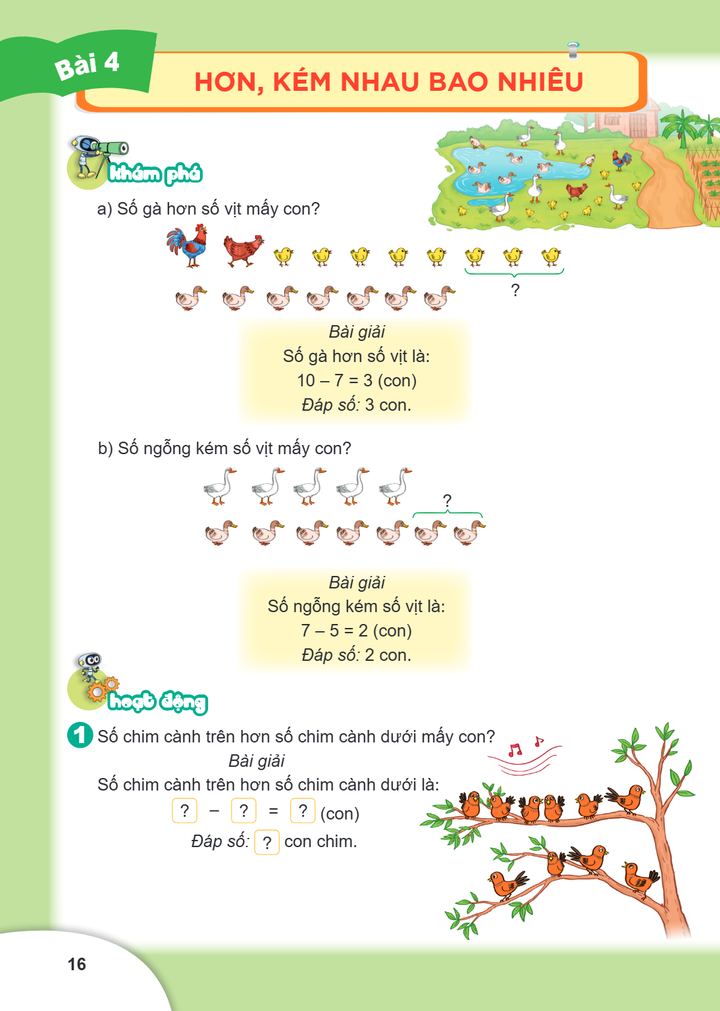 Bài 4
HƠN, KÉM NHAU BAO NHIÊU
khám phá
a) Số gà hơn số vịt mấy con?
?
Bài giải
Số gà hơn số vịt là:
10 – 7 = 3 (con)
Đáp số: 3 con.
b) Số ngỗng kém số vịt mấy con?
?
Bài giải
Số ngỗng kém số vịt là:
7 – 5 = 2 (con)
Đáp số: 2 con.
hoạt động
1 Số chim cành trên hơn số chim cành dưới mấy con?
Bài giải
Số chim cành trên hơn số chim cành dưới là:
? – ? = ? (con)
Đáp số: ? con chim.
16